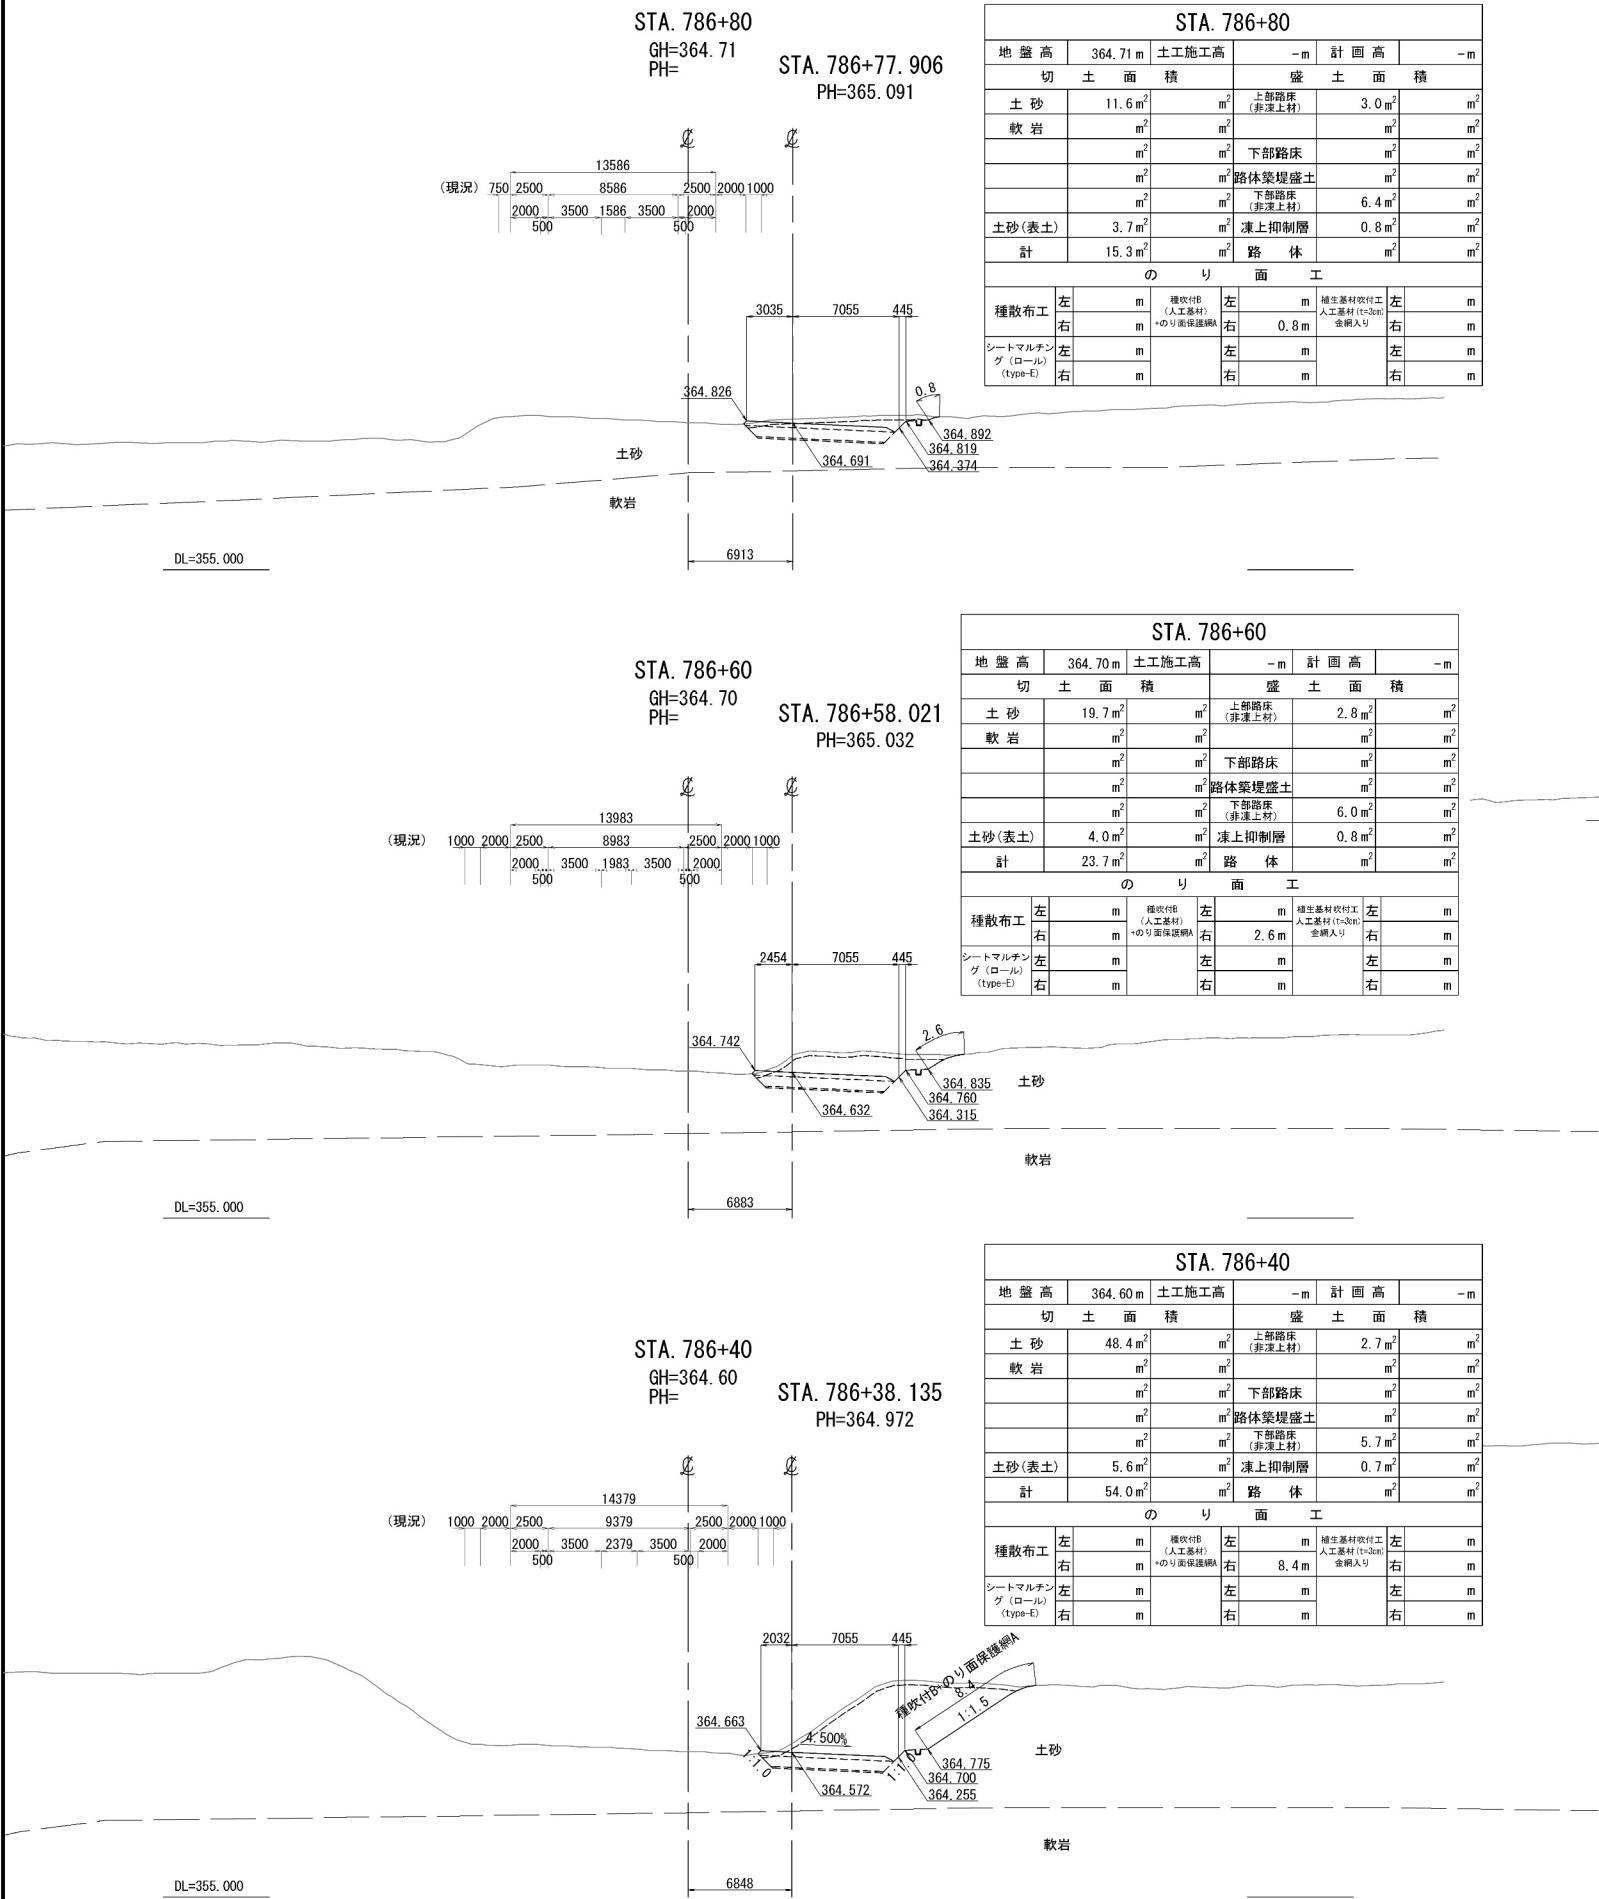 STA. 786+80
GH=364. 71
PH=
STA. 786+77. 906
PH=365. 091
13586
(現況) 750 2500 8586 2500 2000 1000
2000 3500 1586 3500 2000
500 500
3035 7055 445
0.8
364. 826
364. 892
364. 819
364. 374
364. 691
土砂
軟岩
DL=355. 000
6913
STA. 786+80
地盤高 364. 71 m 土工施工高 -m 計画高 -m
切土面積 盛土面積
土砂 11. 6 m² m² 上部路床(非凍上材) 3. 0 m² m²
軟岩 m² m² m² m²
m² m² 下部路床 m² m²
m² m² 路体築堤盛土 m² m²
m² m² 下部路床(非凍上材) 6. 4 m² m²
土砂(表土) 3. 7 m² m² 凍上抑制層 0. 8 m² m²
計 15. 3 m² m² 路体 m² m²
のり面工
種散布工 左 m 種吹付B (人工基材) +のり面保護網A 左 m 植生基材吹付工 人工基材(t=3cm) 金網入り 左 m
右 m 右 0. 8 m 右 m
シートマルチング (ロール) (type-E) 左 m 左 m 左 m
右 m 右 m 右 m
STA. 786+60
GH=364. 70
PH=
STA. 786+58. 021
PH=365. 032
13983
(現況) 1000 2000 2500 8983 2500 2000 1000
2000 3500 1983 3500 2000
500 500
2454 7055 445
2.6
364. 742
364. 835
364. 760
364. 315
364. 632
土砂
軟岩
DL=355. 000
6883
STA. 786+60
地盤高 364. 70 m 土工施工高 -m 計画高 -m
切土面積 盛土面積
土砂 19. 7 m² m² 上部路床(非凍上材) 2. 8 m² m²
軟岩 m² m² m² m²
m² m² 下部路床 m² m²
m² m² 路体築堤盛土 m² m²
m² m² 下部路床(非凍上材) 6. 0 m² m²
土砂(表土) 4. 0 m² m² 凍上抑制層 0. 8 m² m²
計 23. 7 m² m² 路体 m² m²
のり面工
種散布工 左 m 種吹付B (人工基材) +のり面保護網A 左 m 植生基材吹付工 人工基材(t=3cm) 金網入り 左 m
右 m 右 2. 6 m 右 m
シートマルチング (ロール) (type-E) 左 m 左 m 左 m
右 m 右 m 右 m
STA. 786+40
GH=364. 60
PH=
STA. 786+38. 135
PH=364. 972
14379
(現況) 1000 2000 2500 9379 2500 2000 1000
2000 3500 2379 3500 2000
500 500
2032 7055 445
種吹付B+のり面保護網A
8.4
1:1.5
364. 663
4. 500%
1:1.0
1:1.0
364. 775
364. 700
364. 255
364. 572
土砂
軟岩
DL=355. 000
6848
STA. 786+40
地盤高 364. 60 m 土工施工高 -m 計画高 -m
切土面積 盛土面積
土砂 48. 4 m² m² 上部路床(非凍上材) 2. 7 m² m²
軟岩 m² m² m² m²
m² m² 下部路床 m² m²
m² m² 路体築堤盛土 m² m²
m² m² 下部路床(非凍上材) 5. 7 m² m²
土砂(表土) 5. 6 m² m² 凍上抑制層 0. 7 m² m²
計 54. 0 m² m² 路体 m² m²
のり面工
種散布工 左 m 種吹付B (人工基材) +のり面保護網A 左 m 植生基材吹付工 人工基材(t=3cm) 金網入り 左 m
右 m 右 8. 4 m 右 m
シートマルチング (ロール) (type-E) 左 m 左 m 左 m
右 m 右 m 右 m